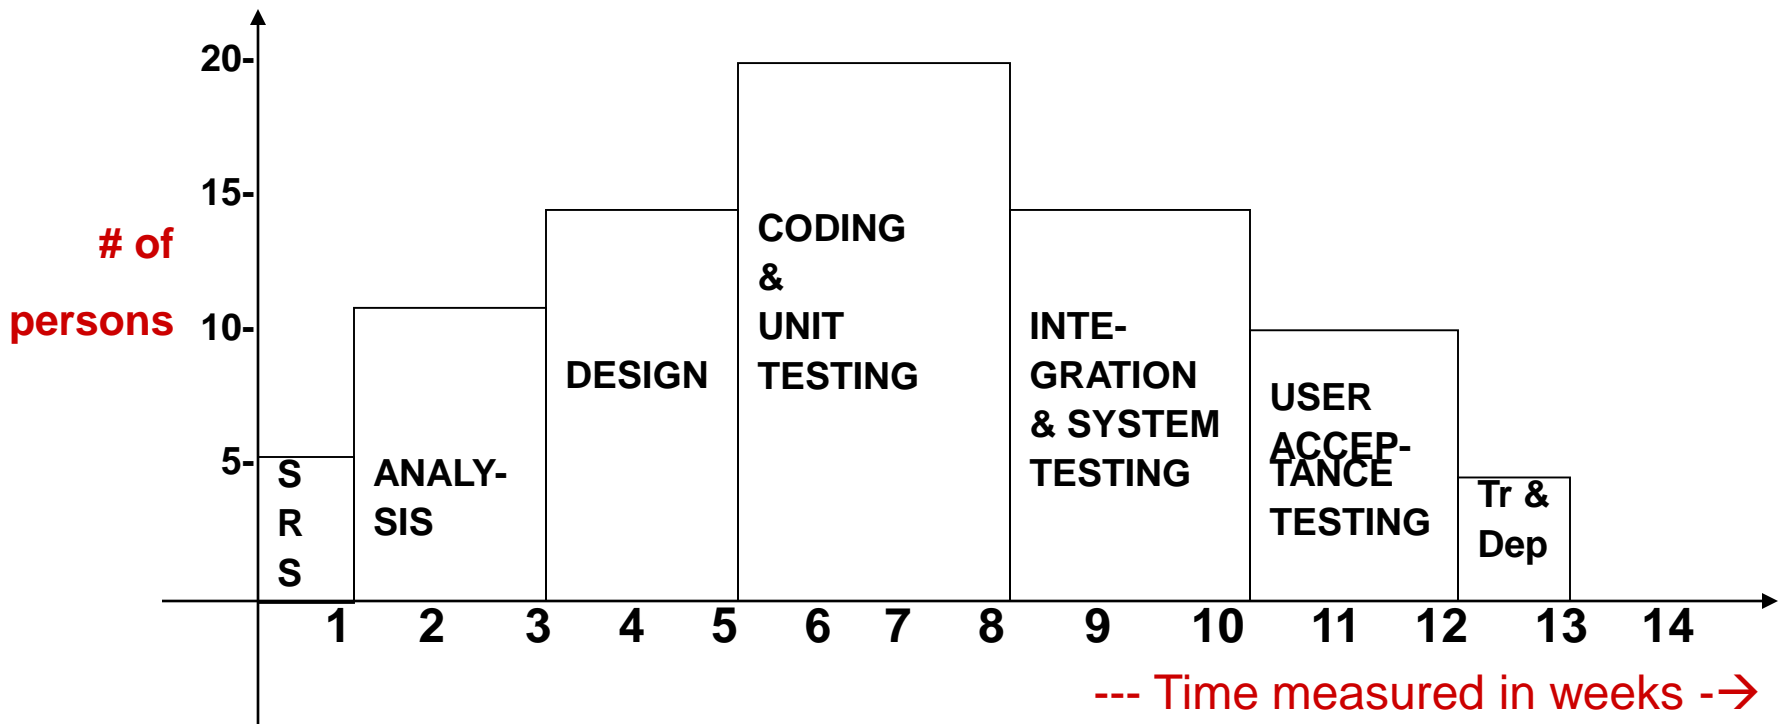 20-
15-
10-
5-
# of
persons
S
R
S
ANALY-
SIS
DESIGN
CODING
&
UNIT
TESTING
INTE-
GRATION
& SYSTEM
TESTING
USER
ACCEP-
TANCE
TESTING
Tr &
Dep
1 2 3 4 5 6 7 8 9 10 11 12 13 14
--- Time measured in weeks -→